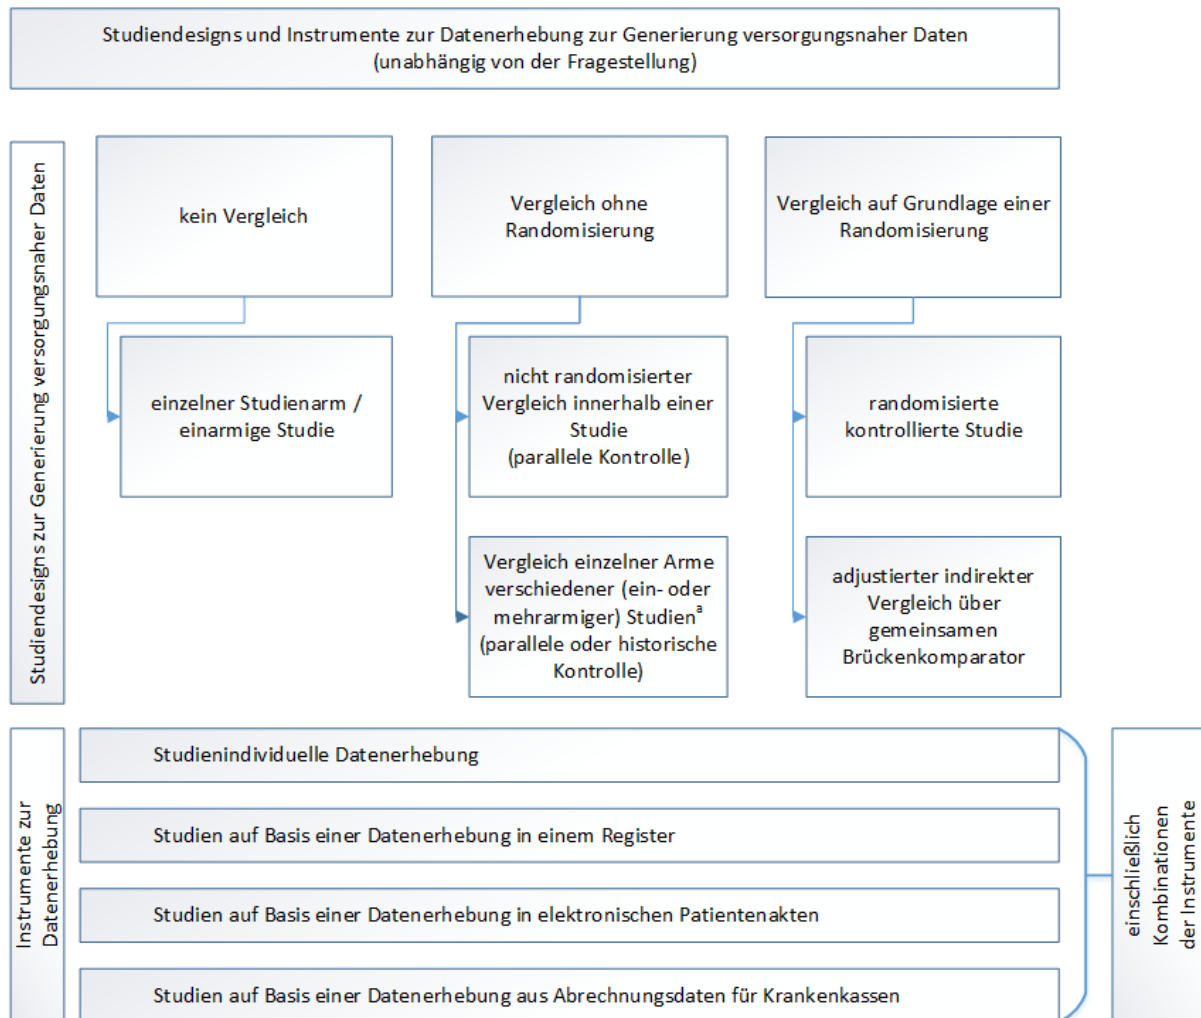 Studiendesigns und Instrumente zur Datenerhebung zur Generierung versorgungsnaher Daten
(unabhängig von der Fragestellung)
Studiendesigns zur Generierung versorgungsnaher Daten
kein Vergleich
Vergleich ohne
Randomisierung
Vergleich auf Grundlage einer
Randomisierung
einzelner Studienarm /
einarmige Studie
nicht randomisierter
Vergleich innerhalb einer
Studie
(parallele Kontrolle)
randomisierte
kontrollierte Studie
Vergleich einzelner Arme
verschiedener (ein- oder
mehrarmiger) Studienᵃ
(parallele oder historische
Kontrolle)
adjustierter indirekter
Vergleich über
gemeinsamen
Brückenkomparator
Instrumente zur
Datenerhebung
Studienindividuelle Datenerhebung
Studien auf Basis einer Datenerhebung in einem Register
Studien auf Basis einer Datenerhebung in elektronischen Patientenakten
Studien auf Basis einer Datenerhebung aus Abrechnungsdaten für Krankenkassen
einschließlich
Kombinationen
der Instrumente